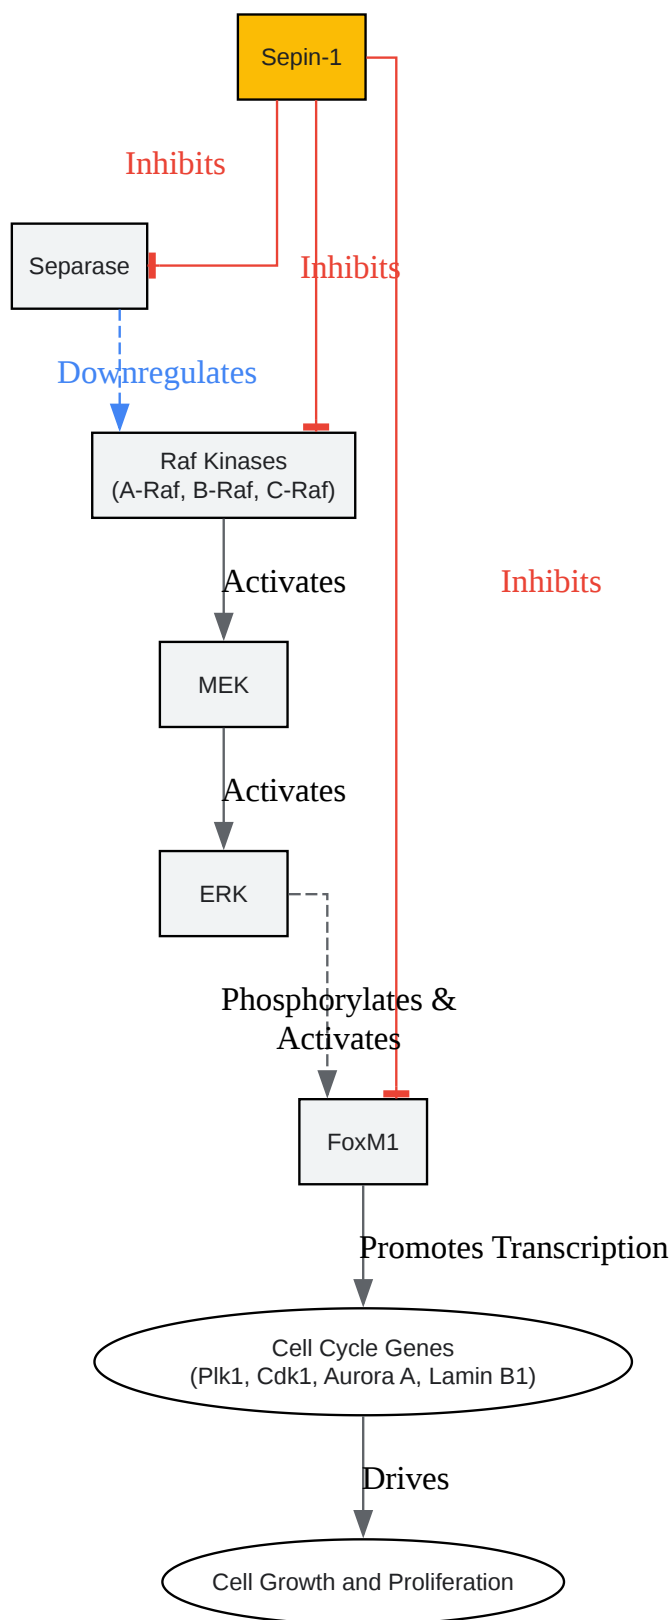 Sepin-1
Inhibits
Separase
Inhibits
Downregulates
Raf Kinases
(A-Raf, B-Raf, C-Raf)
Activates
Inhibits
MEK
Activates
ERK
Phosphorylates &
Activates
FoxM1
Promotes Transcription
Cell Cycle Genes
(Plk1, Cdk1, Aurora A, Lamin B1)
Drives
Cell Growth and Proliferation